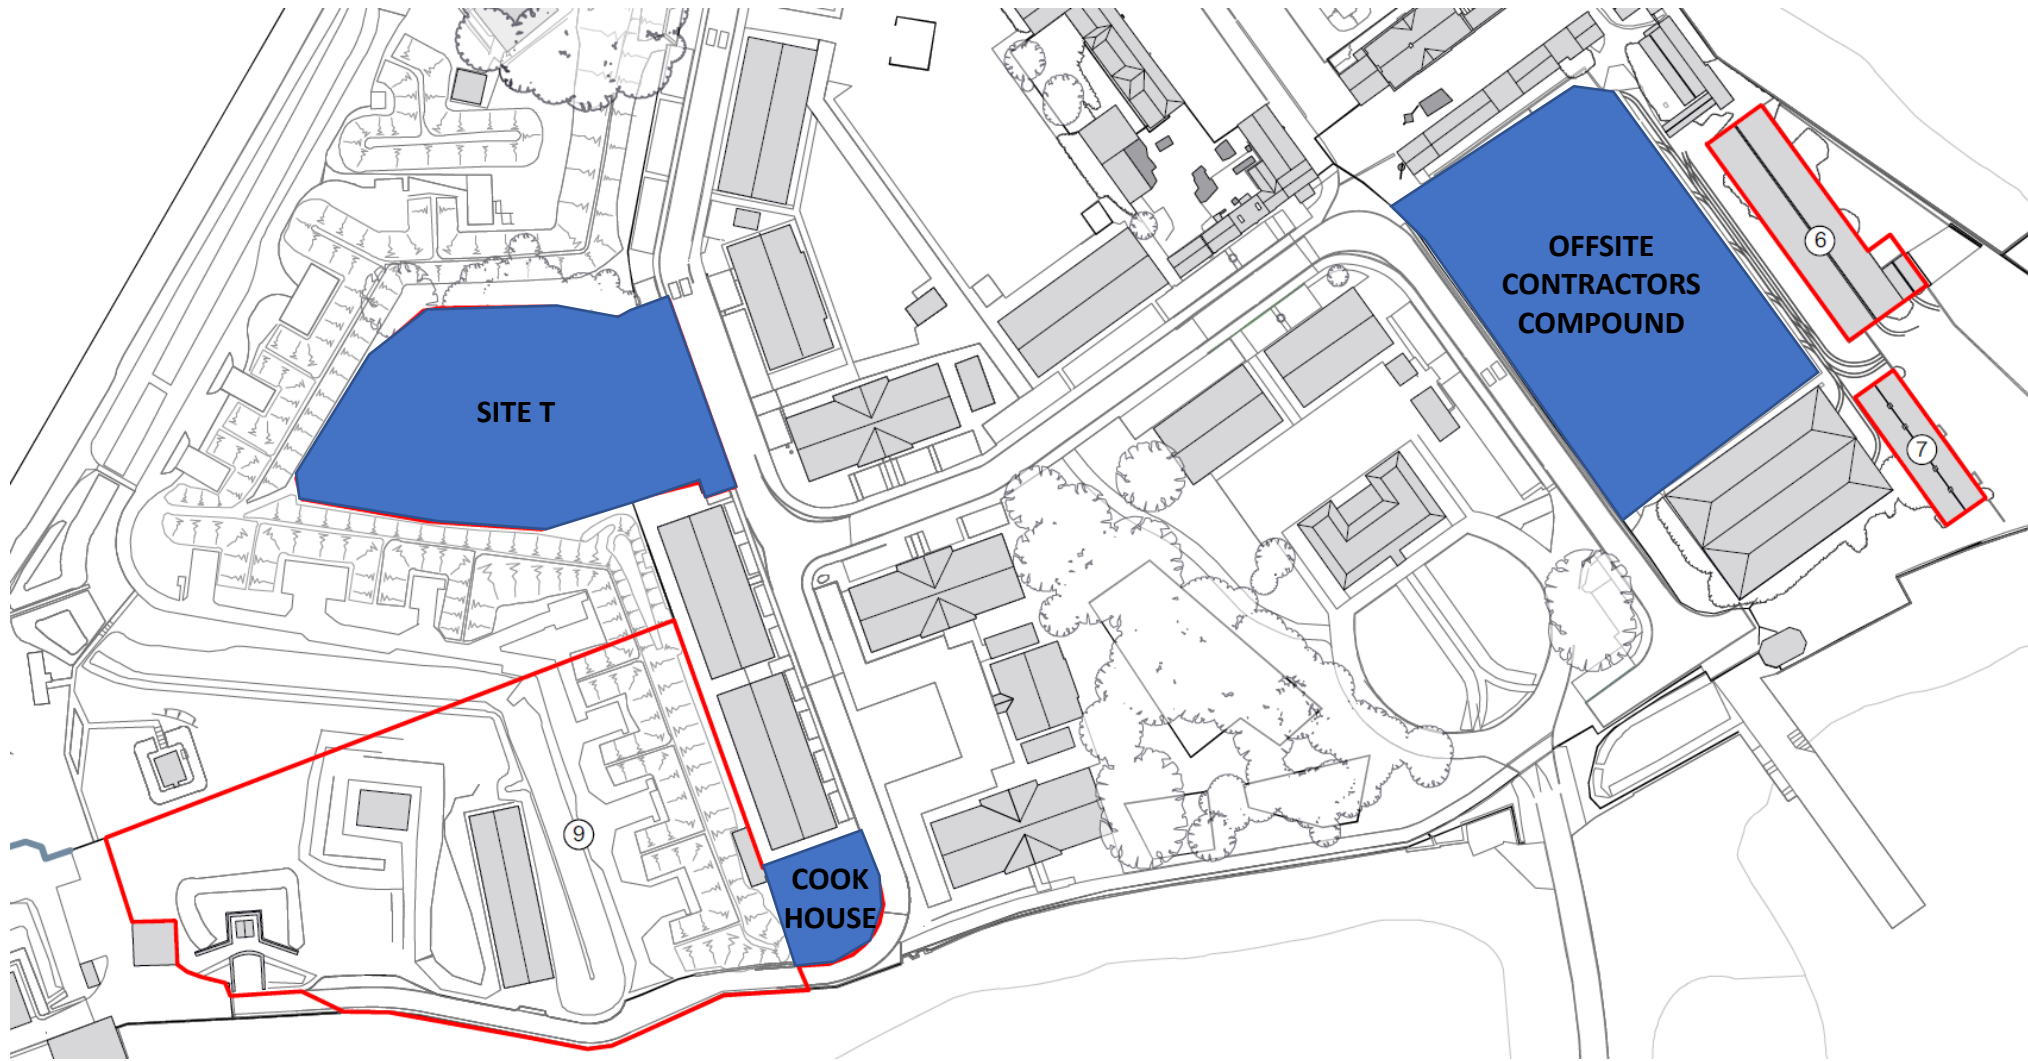 OFFSITE
CONTRACTORS
COMPOUND
6
SITE T
7
9
COOK
HOUSE